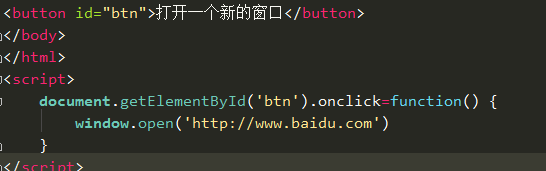 <button id="btn">打开一个新的窗口</button>
</body>
</html>
<script>
document.getElementById('btn').onclick=function() {
window.open('http://www.baidu.com')
}
</script>